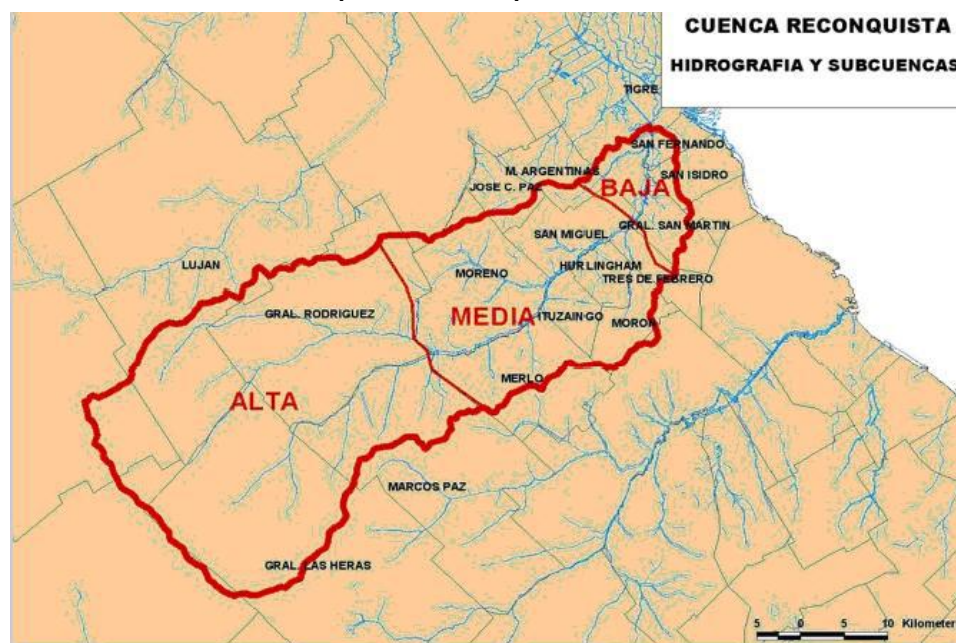 CUENCA RECONQUISTA
HIDROGRAFIA Y SUBCUENCAS
TIGRE
SAN FERNANDO
M. ARGENTINAS
SAN ISIDRO
JOSE C. PAZ
BAJA
GRAL. SAN MARTIN
SAN MIGUEL
LUJAN
HURLINGHAM
MORENO
TRES DE FEBRERO
GRAL. RODRIGUEZ
MEDIA
ITUZAINGO
MORON
MERLO
ALTA
MARCOS PAZ
GRAL. LAS HERAS
5 0 5 10 Kilometer